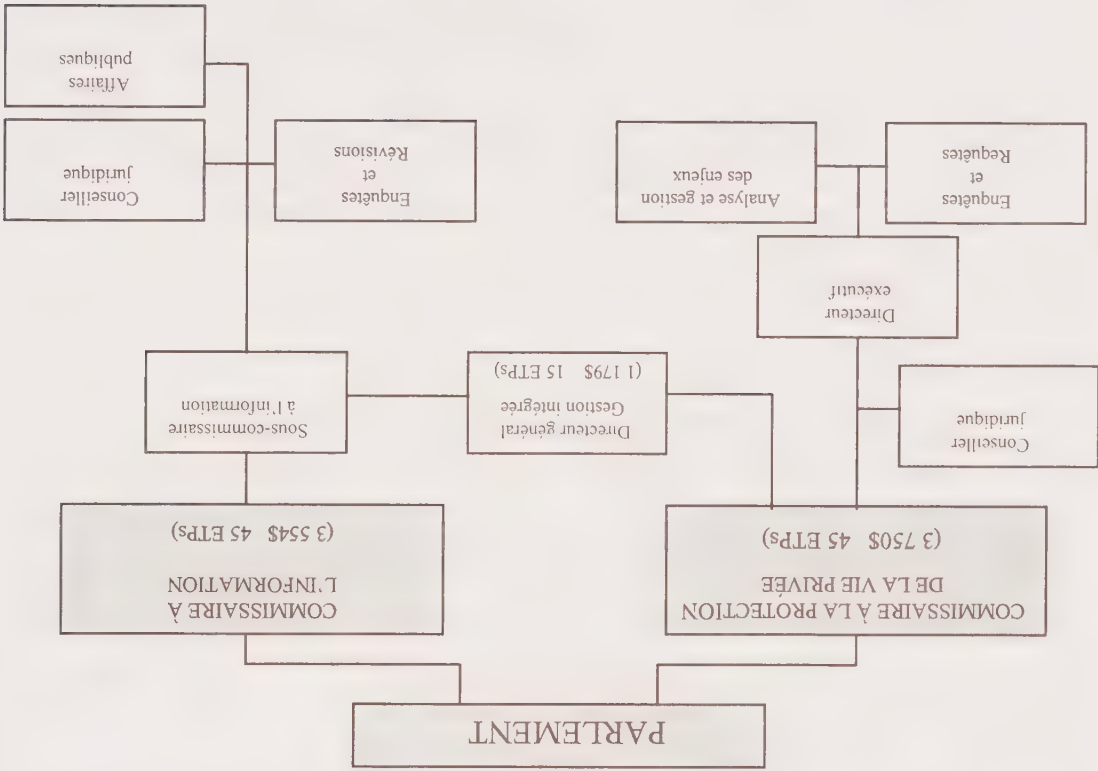 PARLEMENT
COMMISSAIRE À LA PROTECTION
DE LA VIE PRIVÉE
(3 750$ 45 ETPs)
COMMISSAIRE À
L'INFORMATION
(3 554$ 45 ETPs)
Conseiller
juridique
Directeur général
Gestion intégrée
(1 179$ 15 ETPs)
Sous-commissaire
à l'information
Directeur
exécutif
Enquêtes
et
Requêtes
Analyse et gestion
des enjeux
Enquêtes
et
Révisions
Conseiller
juridique
Affaires
publiques